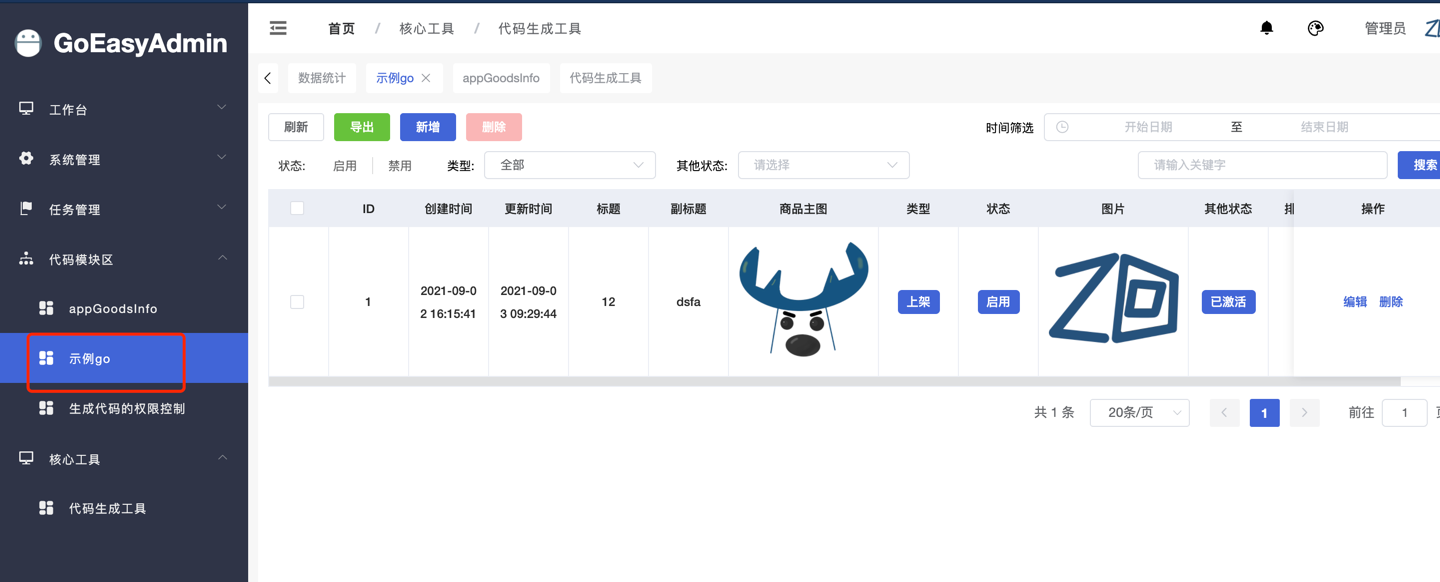 GoEasyAdmin
工作台
系统管理
任务管理
代码模块区
appGoodsInfo
示例go
生成代码的权限控制
核心工具
代码生成工具
首页 / 核心工具 / 代码生成工具
管理员
数据统计 示例go appGoodsInfo 代码生成工具
刷新 导出 新增 删除 时间筛选 开始日期 至 结束日期
状态: 启用 禁用 类型: 全部 其他状态: 请选择 请输入关键字 搜索
ID 创建时间 更新时间 标题 副标题 商品主图 类型 状态 图片 其他状态 操作
1 2021-09-0 2021-09-0 12 dsfa 上架 启用 已激活 编辑 删除
2 16:15:41 3 09:29:44
共 1 条 20条/页 1 前往 1